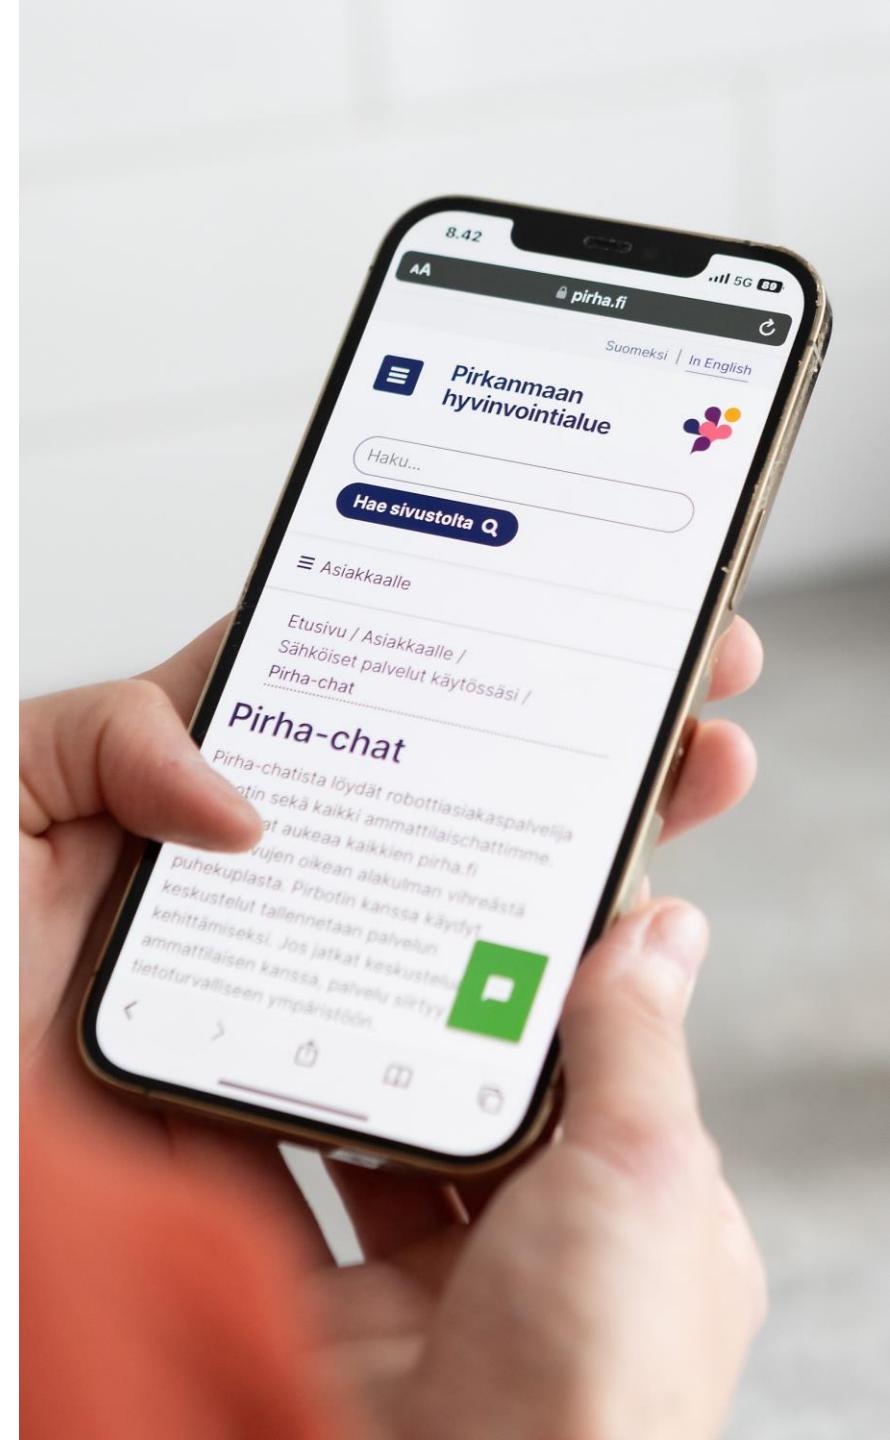 8.42
5G 89
AA pirha.fi
Suomeksi | In English
Pirkanmaan
hyvinvointialue
Haku...
Hae sivustolta
Asiakkaalle
Etusivu / Asiakkaalle /
Sähköiset palvelut käytössäsi /
Pirha-chat
Pirha-chat
Pirha-chatista löydät robottiasiakaspalvelija
sekä kaikki ammattilaischattimme.
aukeaa kaikkien pirha.fi
oikean alakulman vihreästä
puhekuplasta. Pirbotin kanssa käydyt
keskustelut tallennetaan palvelun
kehittämiseksi. Jos jatkat
ammattilaisen kanssa, palvelu siirtyy
tietoturvalliseen ympäristöön.